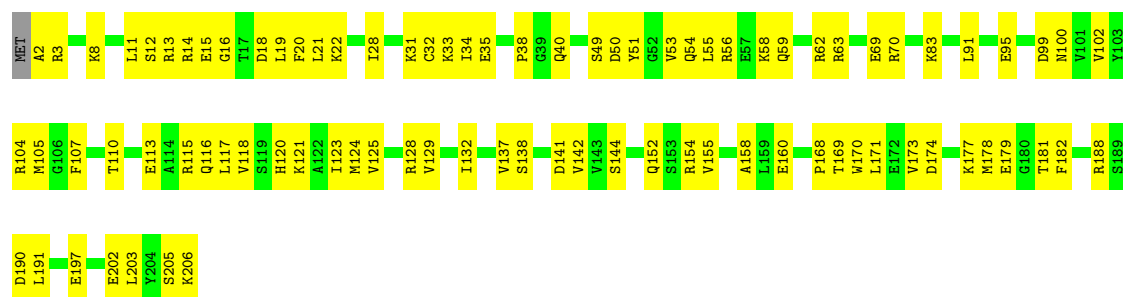 MET A2 R3 K8 L11 S12 R13 R14 E15 G16 T17 D18 L19 F20 L21 K22 I28 K31 C32 K33 I34 E35 P38 G39 Q40 S49 D50 Y51 G52 V53 Q54 L55 R56 E57 K58 Q59 R62 R63 E69 R70 K83 L91 E95 D99 N100 V101 V102 Y103
R104 M105 G106 F107 T110 E113 A114 R115 Q116 L117 V118 S119 H120 K121 A122 I123 M124 V125 R128 V129 I132 V137 S138 D141 V142 V143 S144 Q152 S153 R154 V155 A158 L159 E160 P168 T169 W170 L171 E172 V173 D174 K177 M178 E179 G180 T181 F182 R188 S189
D190 L191 E197 E202 L203 Y204 S205 K206